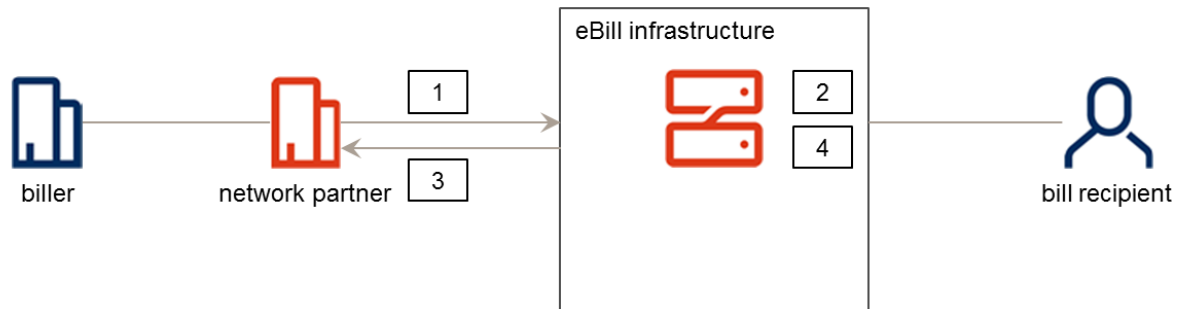 eBill infrastructure
1
2
4
3
biller
network partner
bill recipient